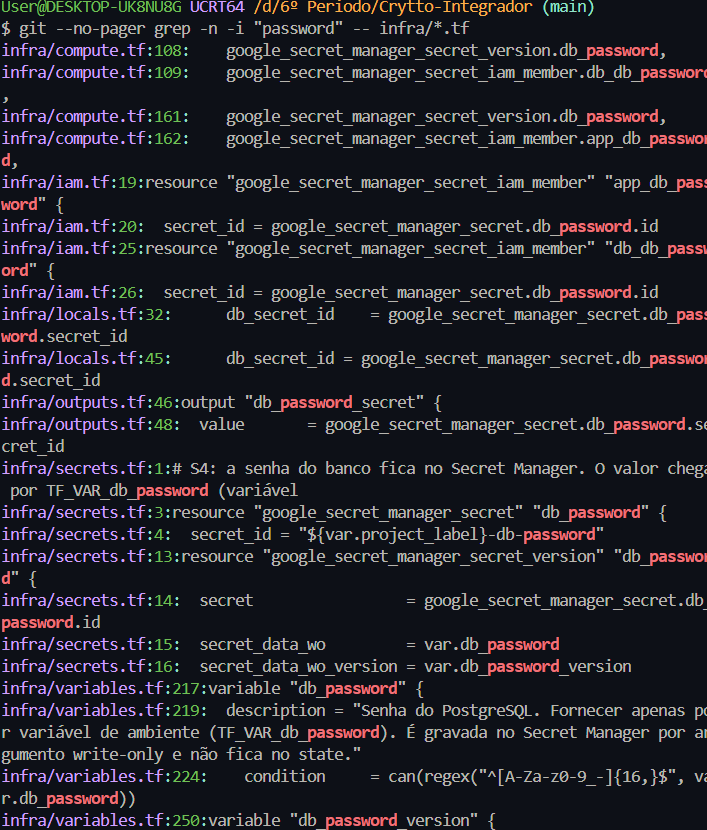 User@DESKTOP-UK8NU8G UCRT64 /d/6º Periodo/Crytto-Integrador (main)
$ git --no-pager grep -n -i "password" -- infra/*.tf
infra/compute.tf:108:    google_secret_manager_secret_version.db_password,
infra/compute.tf:109:    google_secret_manager_secret_iam_member.db_db_password
,
infra/compute.tf:161:    google_secret_manager_secret_version.db_password,
infra/compute.tf:162:    google_secret_manager_secret_iam_member.app_db_passwor
d,
infra/iam.tf:19:resource "google_secret_manager_secret_iam_member" "app_db_pass
word" {
infra/iam.tf:20:  secret_id = google_secret_manager_secret.db_password.id
infra/iam.tf:25:resource "google_secret_manager_secret_iam_member" "db_db_passw
ord" {
infra/iam.tf:26:  secret_id = google_secret_manager_secret.db_password.id
infra/locals.tf:32:      db_secret_id    = google_secret_manager_secret.db_pass
word.secret_id
infra/locals.tf:45:      db_secret_id = google_secret_manager_secret.db_passwor
d.secret_id
infra/outputs.tf:46:output "db_password_secret" {
infra/outputs.tf:48:  value       = google_secret_manager_secret.db_password.se
cret_id
infra/secrets.tf:1:# S4: a senha do banco fica no Secret Manager. O valor chega
 por TF_VAR_db_password (variável
infra/secrets.tf:3:resource "google_secret_manager_secret" "db_password" {
infra/secrets.tf:4:  secret_id = "${var.project_label}-db-password"
infra/secrets.tf:13:resource "google_secret_manager_secret_version" "db_passwor
d" {
infra/secrets.tf:14:  secret                 = google_secret_manager_secret.db_
password.id
infra/secrets.tf:15:  secret_data_wo         = var.db_password
infra/secrets.tf:16:  secret_data_wo_version = var.db_password_version
infra/variables.tf:217:variable "db_password" {
infra/variables.tf:219:  description = "Senha do PostgreSQL. Fornecer apenas po
r variável de ambiente (TF_VAR_db_password). É gravada no Secret Manager por ar
gumento write-only e não fica no state."
infra/variables.tf:224:    condition     = can(regex("^[A-Za-z0-9_-]{16,}$", va
r.db_password))
infra/variables.tf:250:variable "db_password_version" {